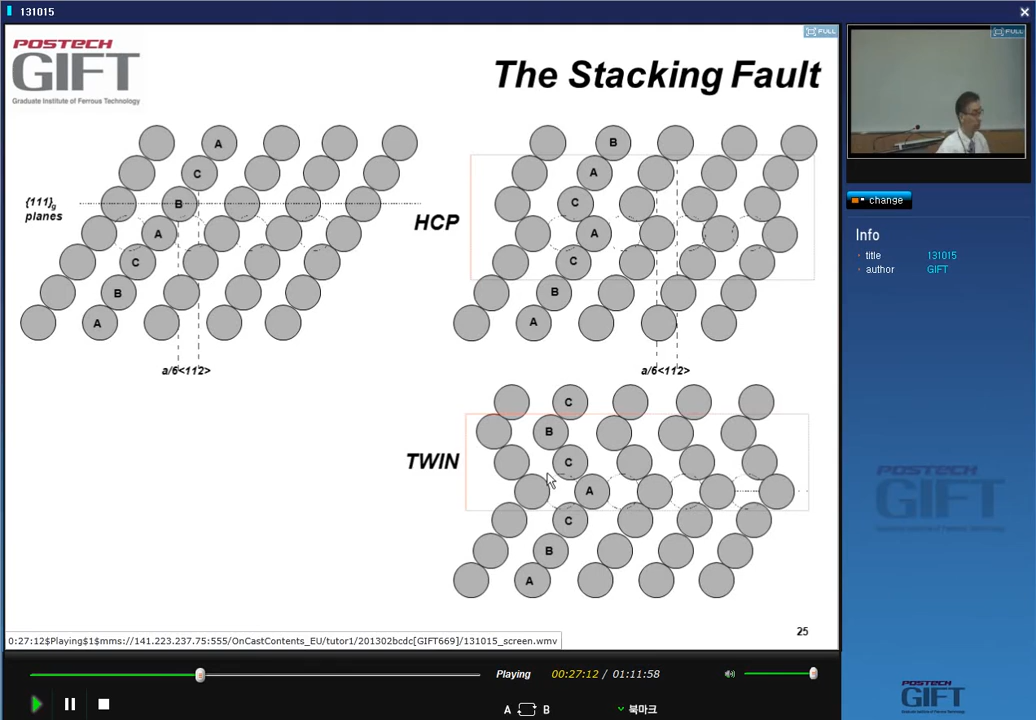 131015
FULL
POSTECH
GIFT
Graduate Institute of Ferrous Technology
The Stacking Fault
FULL
A
C
B
A
C
B
A
{111}g
planes
a/6<112>
HCP
B
A
C
A
C
B
A
a/6<112>
TWIN
C
B
C
A
C
B
A
25
change
Info
title 131015
author GIFT
POSTECH
GIFT
0:27:12$Playing$1$mms://141.223.237.75:555/OnCastContents_EU/tutor1/201302bcdc[GIFT669]/131015_screen.wmv
Playing 00:27:12 / 01:11:58
A B 북마크
POSTECH
GIFT